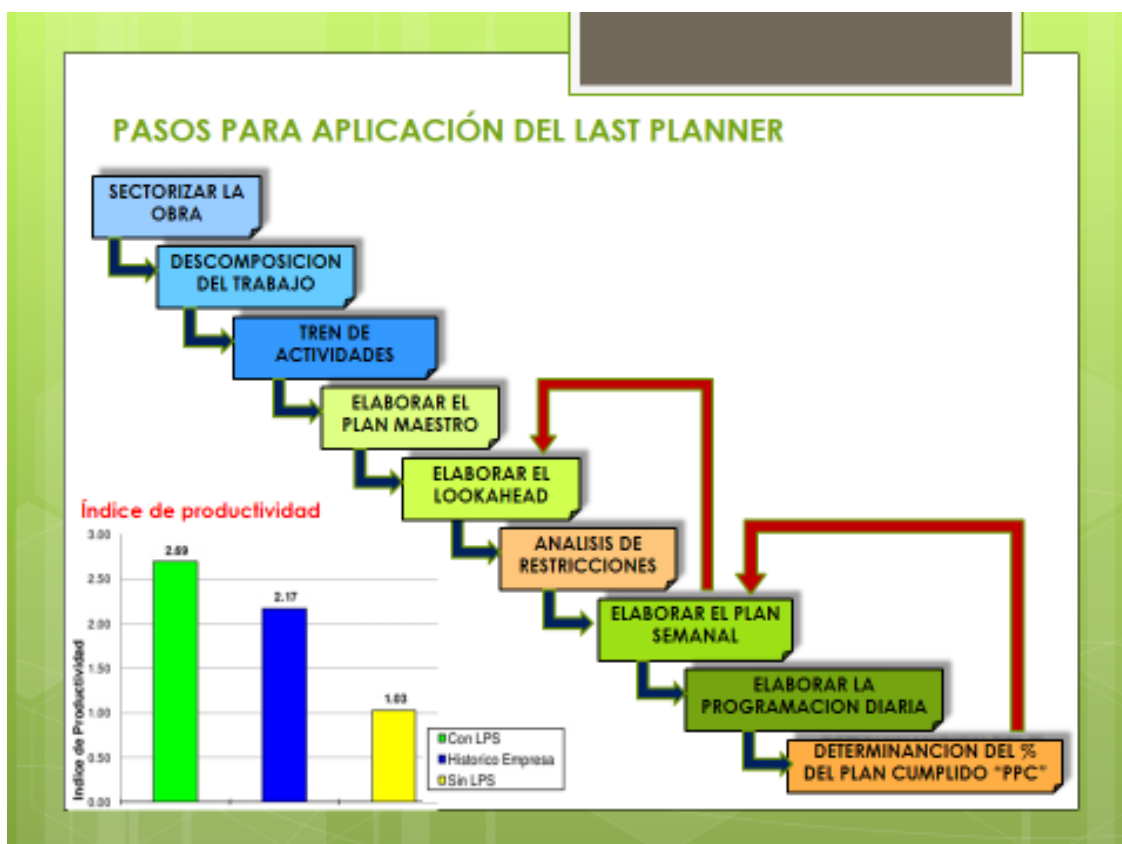 PASOS PARA APLICACIÓN DEL LAST PLANNER
SECTORIZAR LA
OBRA
DESCOMPOSICION
DEL TRABAJO
TREN DE
ACTIVIDADES
ELABORAR EL
PLAN MAESTRO
ELABORAR EL
LOOKAHEAD
ANALISIS DE
RESTRICCIONES
ELABORAR EL PLAN
SEMANAL
ELABORAR LA
PROGRAMACION DIARIA
DETERMINANCION DEL %
DEL PLAN CUMPLIDO "PPC"
Índice de productividad
Indice de Productividad
3.00
2.50
2.00
1.50
1.00
0.50
0.00
2.69
2.17
1.03
Con LPS
Historico Empresa
Sin LPS